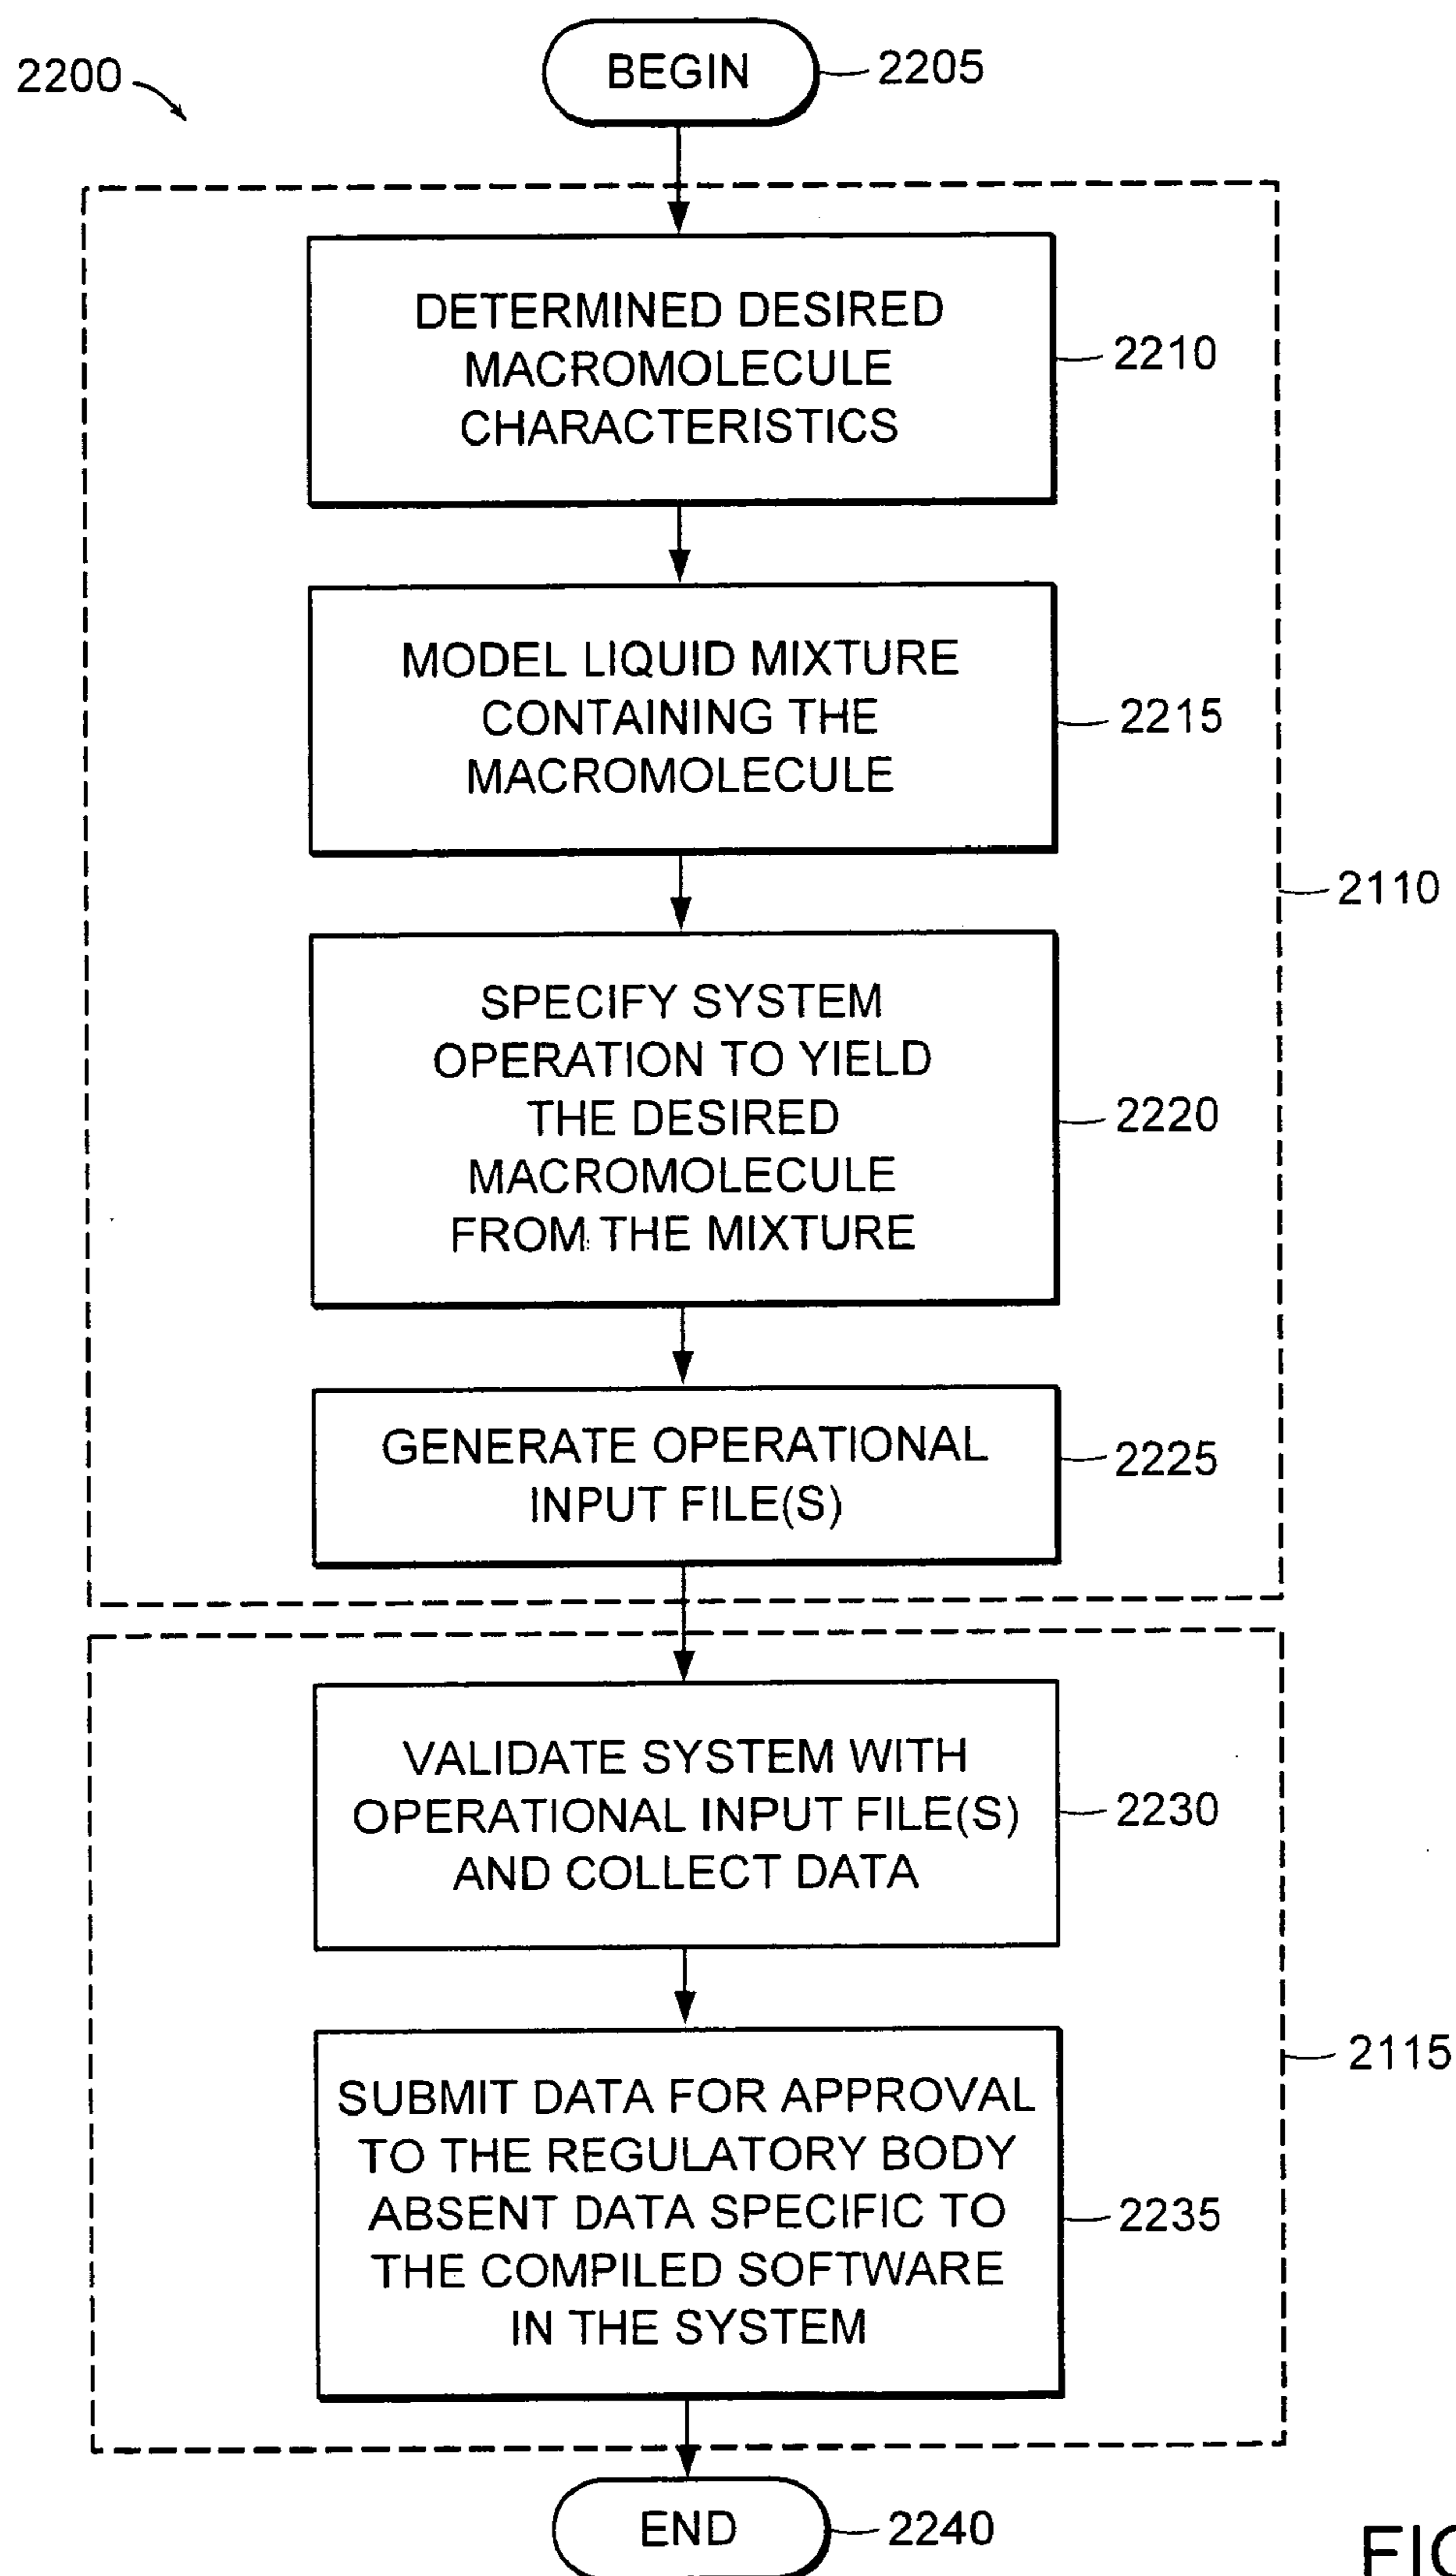 2200
BEGIN
2205
DETERMINED DESIRED
MACROMOLECULE
CHARACTERISTICS
2210
MODEL LIQUID MIXTURE
CONTAINING THE
MACROMOLECULE
2215
2110
SPECIFY SYSTEM
OPERATION TO YIELD
THE DESIRED
MACROMOLECULE
FROM THE MIXTURE
2220
GENERATE OPERATIONAL
INPUT FILE(S)
2225
VALIDATE SYSTEM WITH
OPERATIONAL INPUT FILE(S)
AND COLLECT DATA
2230
SUBMIT DATA FOR APPROVAL
TO THE REGULATORY BODY
ABSENT DATA SPECIFIC TO
THE COMPILED SOFTWARE
IN THE SYSTEM
2235
2115
END
2240